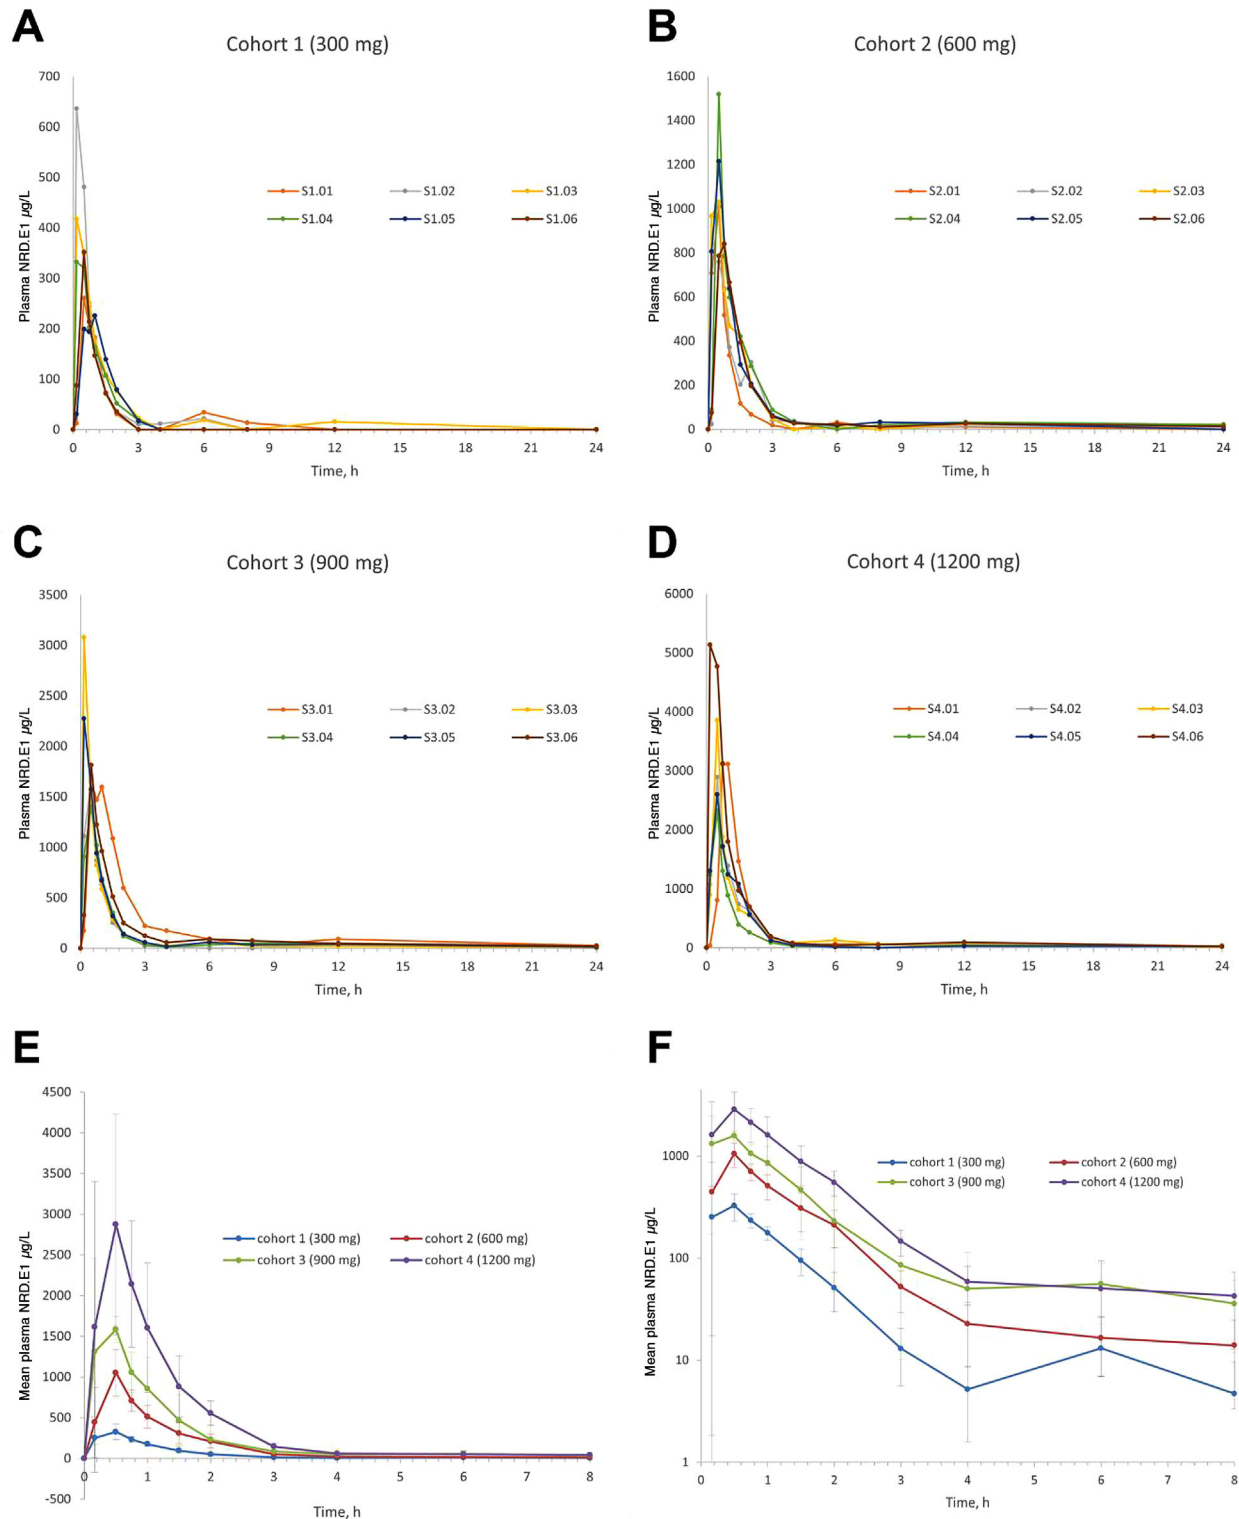 A
Cohort 1 (300 mg)
700
600
500
400
300
200
100
0
Plasma NRD.E1 µg/L
S1.01 S1.02 S1.03
S1.04 S1.05 S1.06
0 3 6 9 12 15 18 21 24
Time, h
B
Cohort 2 (600 mg)
1600
1400
1200
1000
800
600
400
200
0
Plasma NRD.E1 µg/L
S2.01 S2.02 S2.03
S2.04 S2.05 S2.06
0 3 6 9 12 15 18 21 24
Time, h
C
Cohort 3 (900 mg)
3500
3000
2500
2000
1500
1000
500
0
Plasma NRD.E1 µg/L
S3.01 S3.02 S3.03
S3.04 S3.05 S3.06
0 3 6 9 12 15 18 21 24
Time, h
D
Cohort 4 (1200 mg)
6000
5000
4000
3000
2000
1000
0
Plasma NRD.E1 µg/L
S4.01 S4.02 S4.03
S4.04 S4.05 S4.06
0 3 6 9 12 15 18 21 24
Time, h
E
4500
4000
3500
3000
2500
2000
1500
1000
500
0
-500
Mean plasma NRD.E1 µg/L
cohort 1 (300 mg) cohort 2 (600 mg)
cohort 3 (900 mg) cohort 4 (1200 mg)
0 1 2 3 4 5 6 7 8
Time, h
F
1000
100
10
1
Mean plasma NRD.E1 µg/L
cohort 1 (300 mg) cohort 2 (600 mg)
cohort 3 (900 mg) cohort 4 (1200 mg)
0 1 2 3 4 5 6 7 8
Time, h